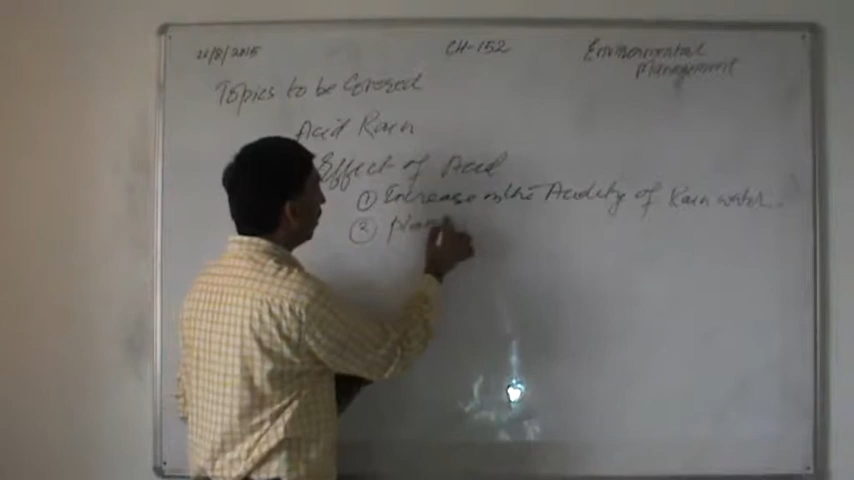 21/8/2015
CH-152
Environmental
Management
Topics to be Covered
Acid Rain
Effect of Acid
① Increase in the Acidity of Rain water.
②